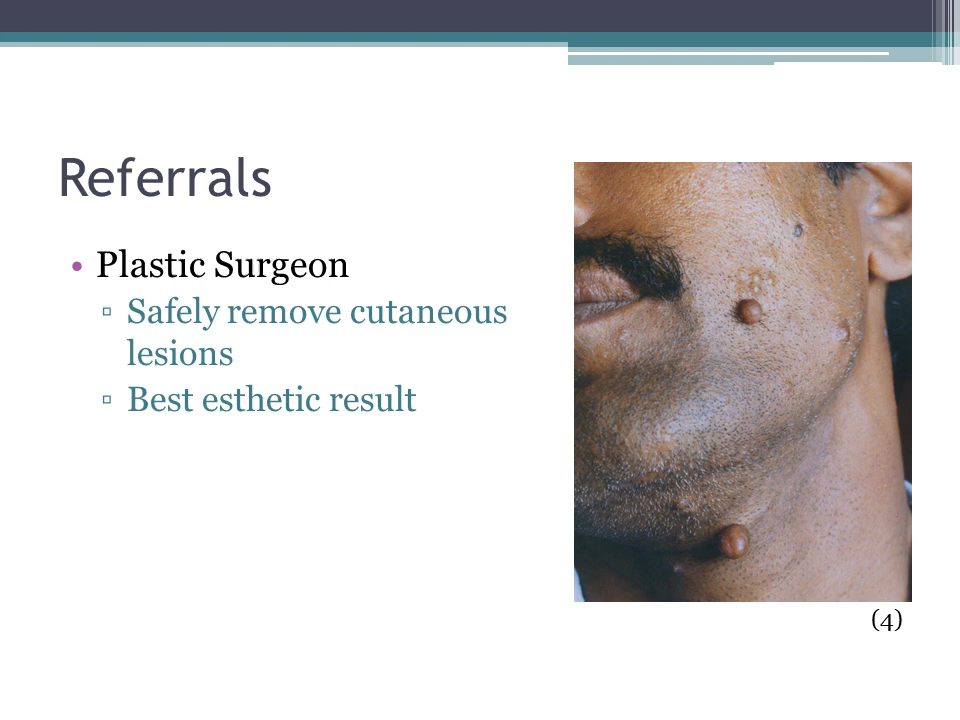 Referrals
• Plastic Surgeon
▫ Safely remove cutaneous
lesions
▫ Best esthetic result
(4)